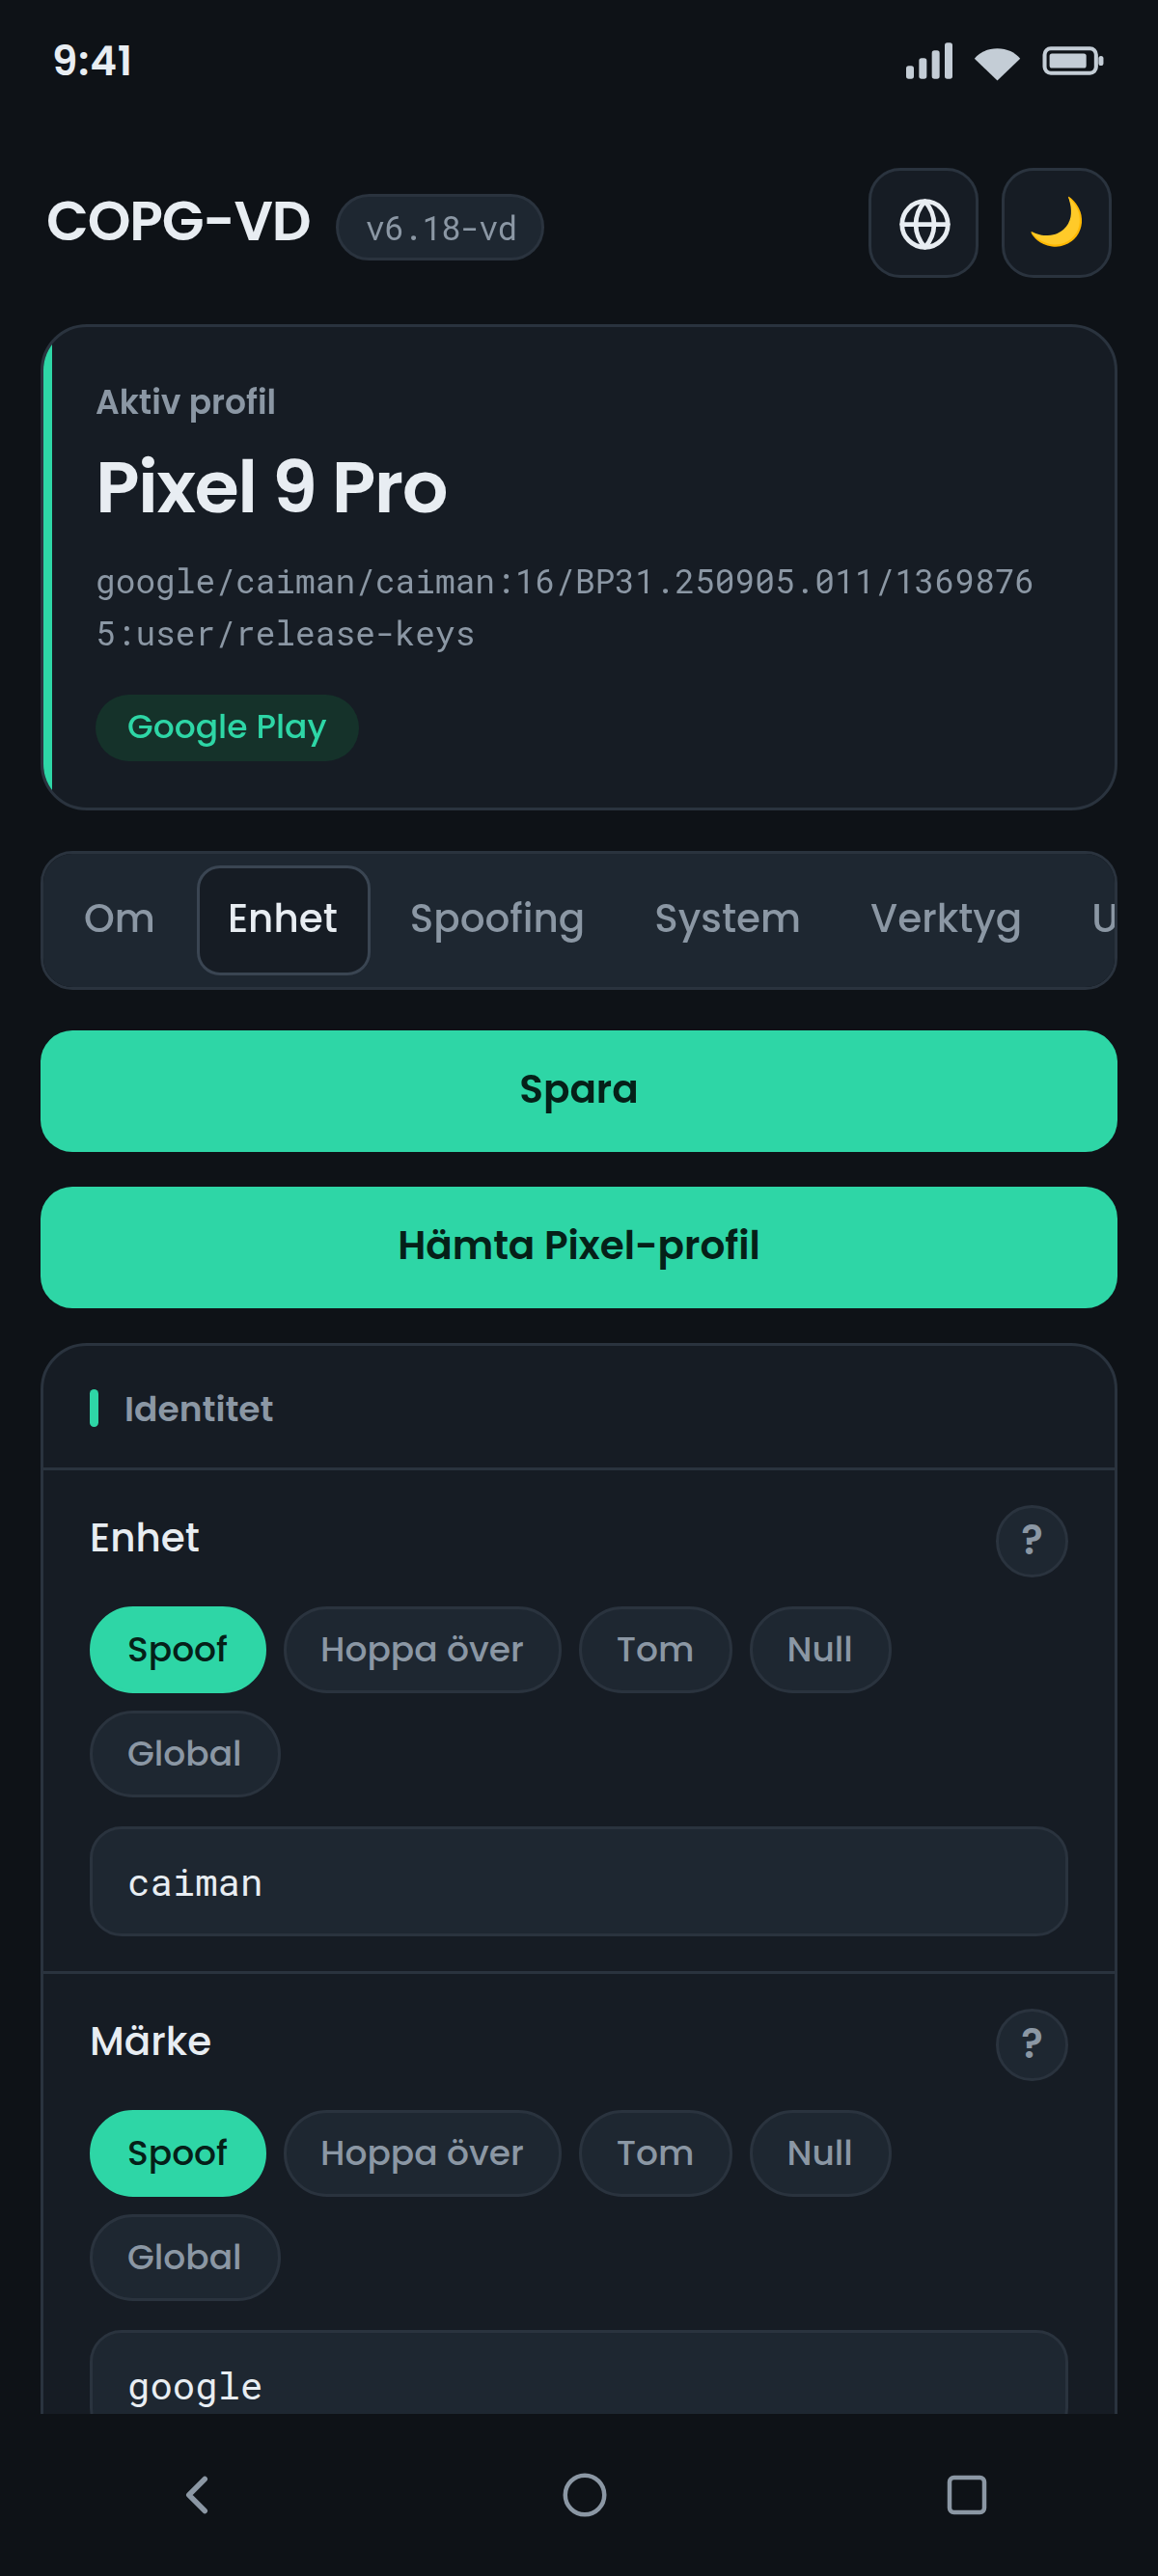 9:41
COPG-VD v6.18-vd
Aktiv profil
Pixel 9 Pro
google/caiman/caiman:16/BP31.250905.011/1369876
5:user/release-keys
Google Play
Om Enhet Spoofing System Verktyg U
Spara
Hämta Pixel-profil
Identitet
Enhet ?
Spoof Hoppa över Tom Null
Global
caiman
Märke ?
Spoof Hoppa över Tom Null
Global
google